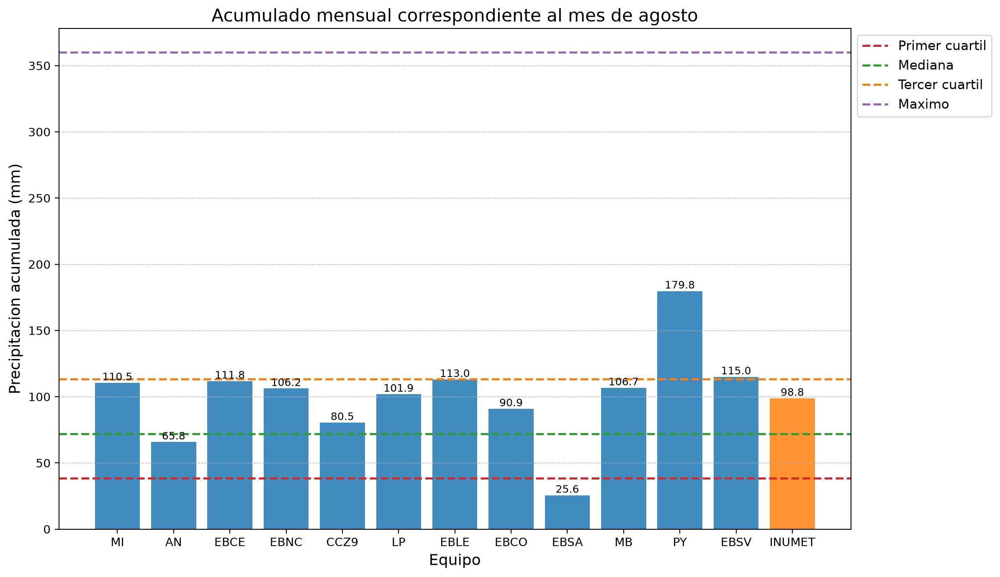 Acumulado mensual correspondiente al mes de agosto
Primer cuartil
Mediana
Tercer cuartil
Maximo
Precipitacion acumulada (mm)
350
300
250
200
150
100
50
0
110.5
65.8
111.8
106.2
80.5
101.9
113.0
90.9
25.6
106.7
179.8
115.0
98.8
MI AN EBCE EBNC CCZ9 LP EBLE EBCO EBSA MB PY EBSV INUMET
Equipo